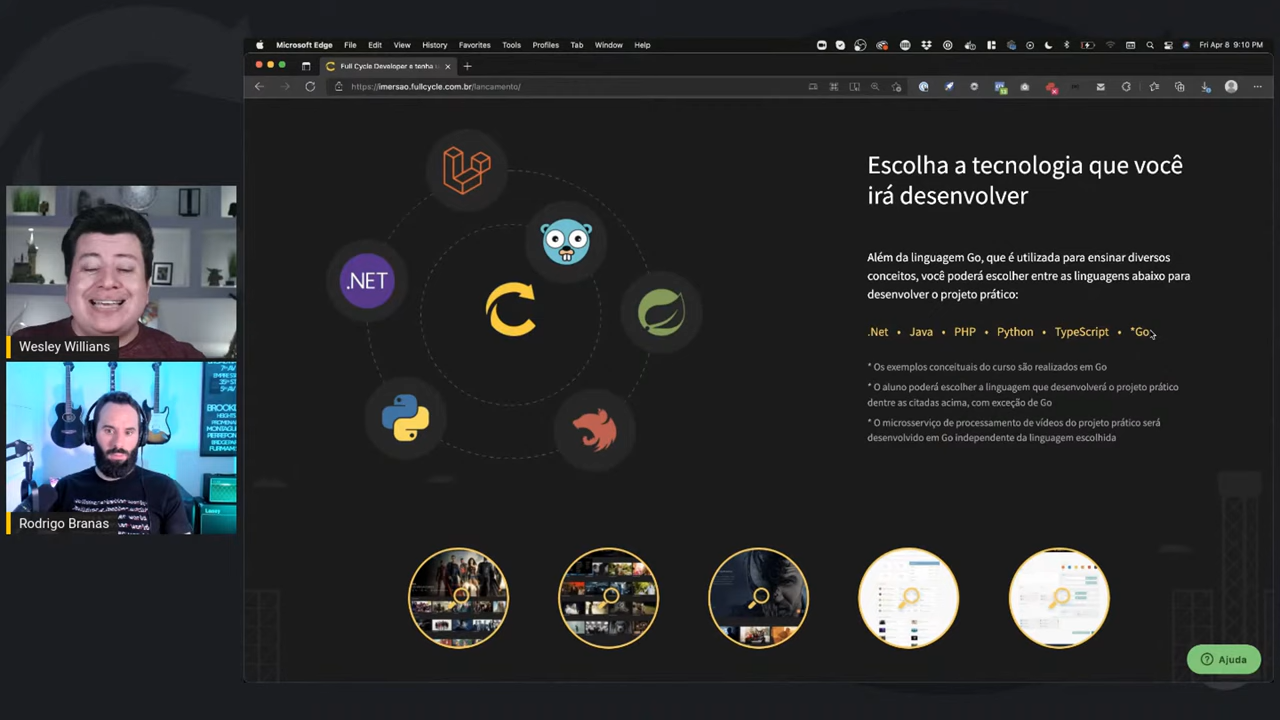 Microsoft Edge File Edit View History Favorites Tools Profiles Tab Window Help
Fri Apr 8 9:10 PM
Full Cycle Developer e tenha
https://imersao.fullcycle.com.br/lancamento/
Escolha a tecnologia que você
irá desenvolver
.NET
Além da linguagem Go, que é utilizada para ensinar diversos
conceitos, você poderá escolher entre as linguagens abaixo para
desenvolver o projeto prático:
.Net • Java • PHP • Python • TypeScript • *Go
* Os exemplos conceituais do curso são realizados em Go
* O aluno poderá escolher a linguagem que desenvolverá o projeto prático
dentre as citadas acima, com exceção de Go
* O microserviço de processamento de vídeos do projeto prático será
desenvolvido em Go independente da linguagem escolhida
Wesley Willians
Rodrigo Branas
Ajuda